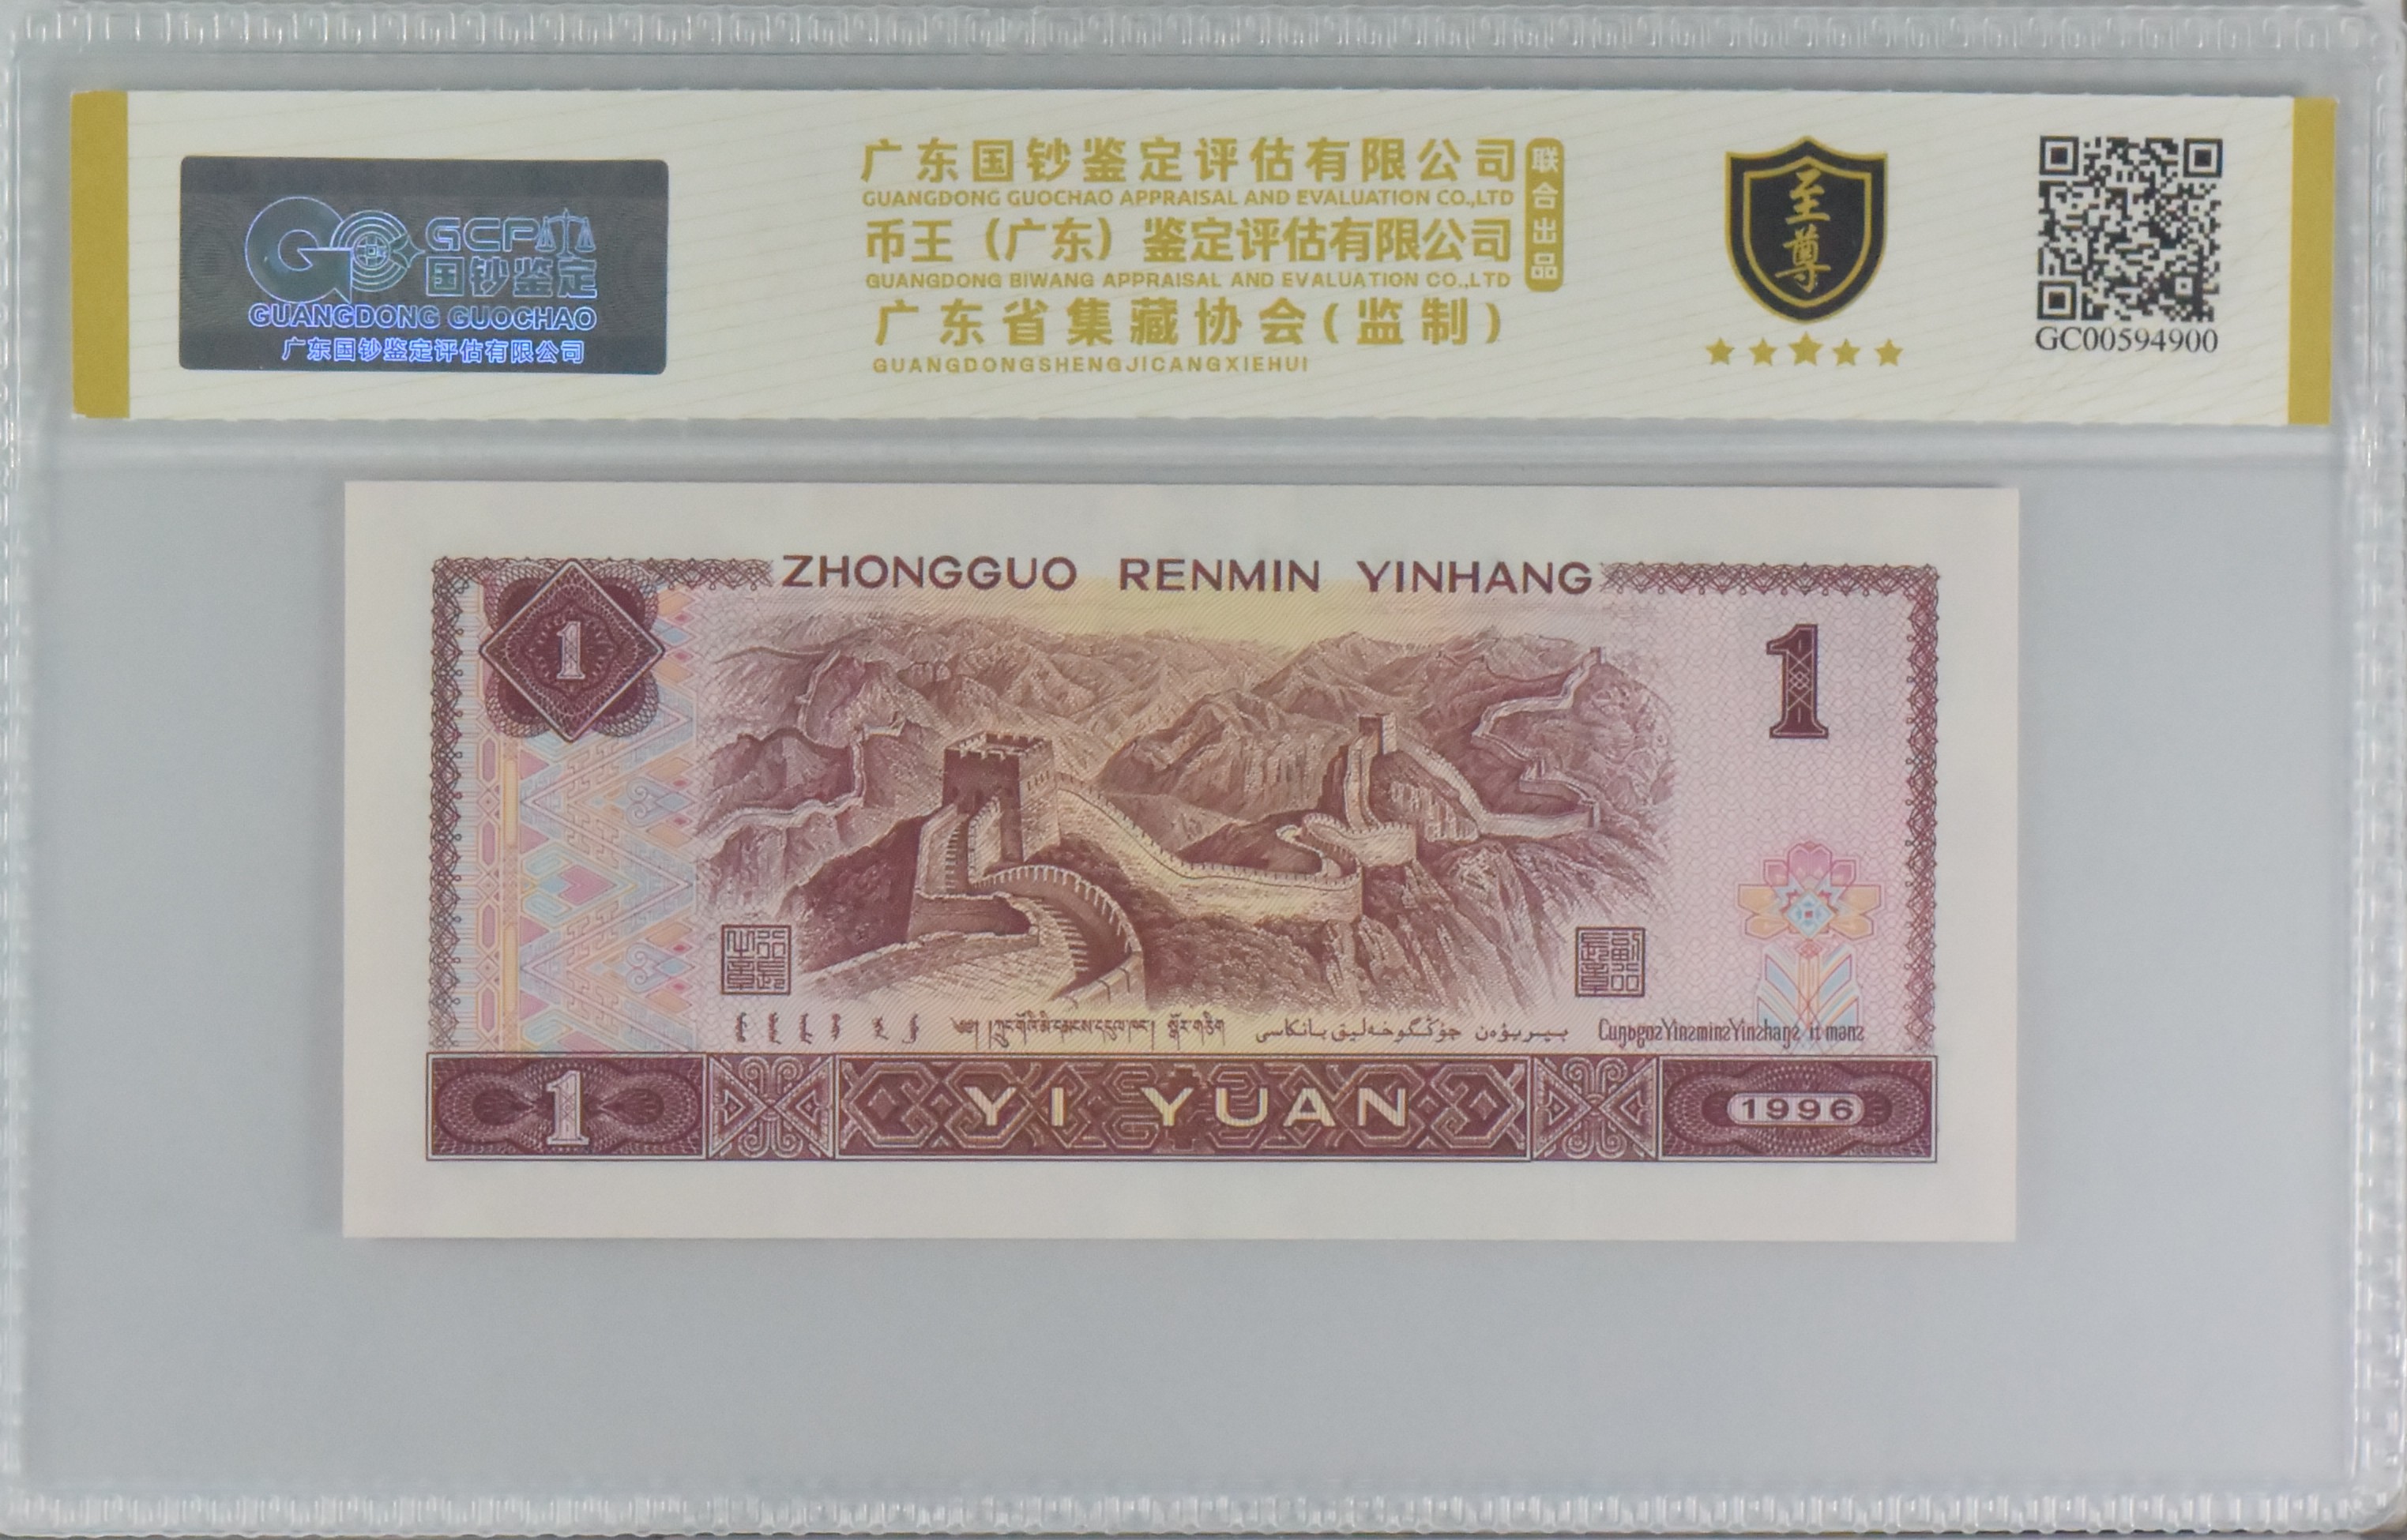 GCP
国钞鉴定
GUANGDONG GUOCHAO
广东国钞鉴定评估有限公司
广东国钞鉴定评估有限公司
GUANGDONG GUOCHAO APPRAISAL AND EVALUATION CO.,LTD
币王（广东）鉴定评估有限公司
GUANGDONG BIWANG APPRAISAL AND EVALUATION CO.,LTD
广东省集藏协会(监制)
GUANGDONGSHENGJICANGXIEHUI
联合出品
至尊
GC00594900
ZHONGGUO RENMIN YINHANG
1
1
1
YI YUAN
1996